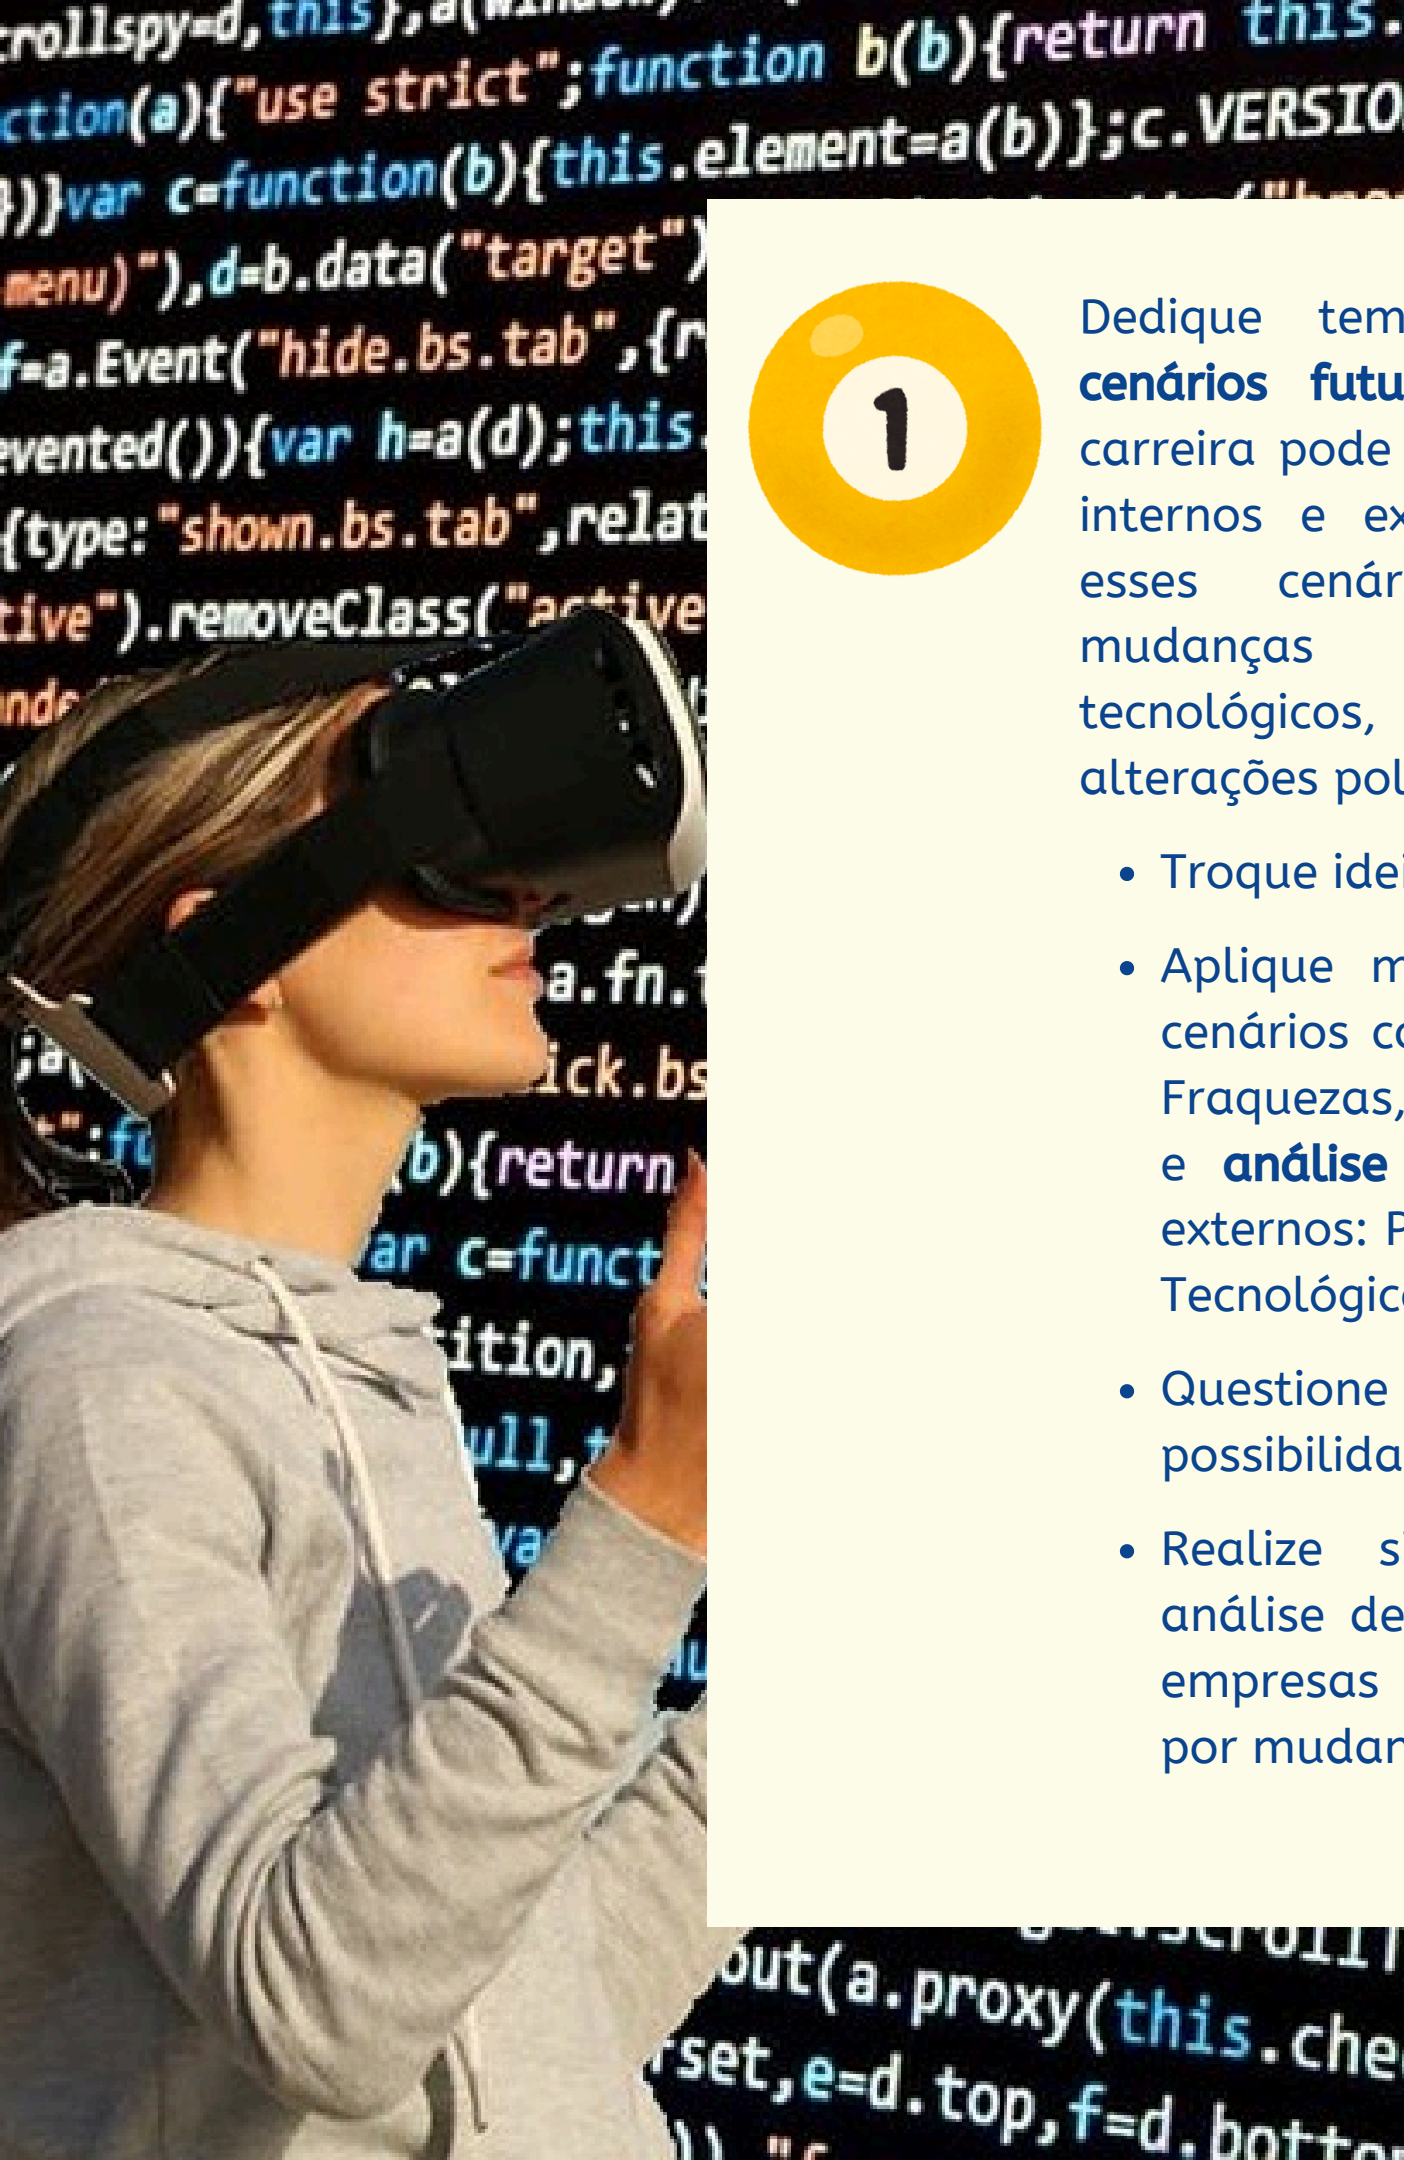 crollspy=d,this},a(window)
ction(a){"use strict";function b(b){return this.
})}var c=function(b){this.element=a(b)};c.VERSIO
menu)"),d=b.data("target")
f=a.Event("hide.bs.tab",{r
evented()){var h=a(d);this.
{type:"shown.bs.tab",relat
tive").removeClass("active
a.fn.
ick.bs
(b){return
ar c=funct
ition,
ull,
1
Dedique tem
cenários futu
carreira pode
internos e ex
esses cenár
mudanças
tecnológicos,
alterações pol
• Troque idei
• Aplique m
cenários co
Fraquezas,
e análise
externos: P
Tecnológico
• Questione
possibilida
• Realize si
análise de
empresas
por mudan
out(a.proxy(this.che
set,e=d.top,f=d.botto